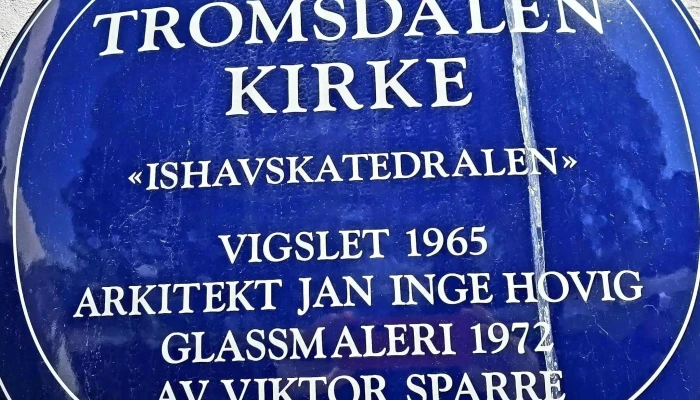 TROMSDALEN
KIRKE
«ISHAVSKATEDRALEN»
VIGSLET 1965
ARKITEKT JAN INGE HOVIG
GLASSMALERI 1972
AV VIKTOR SPARRE